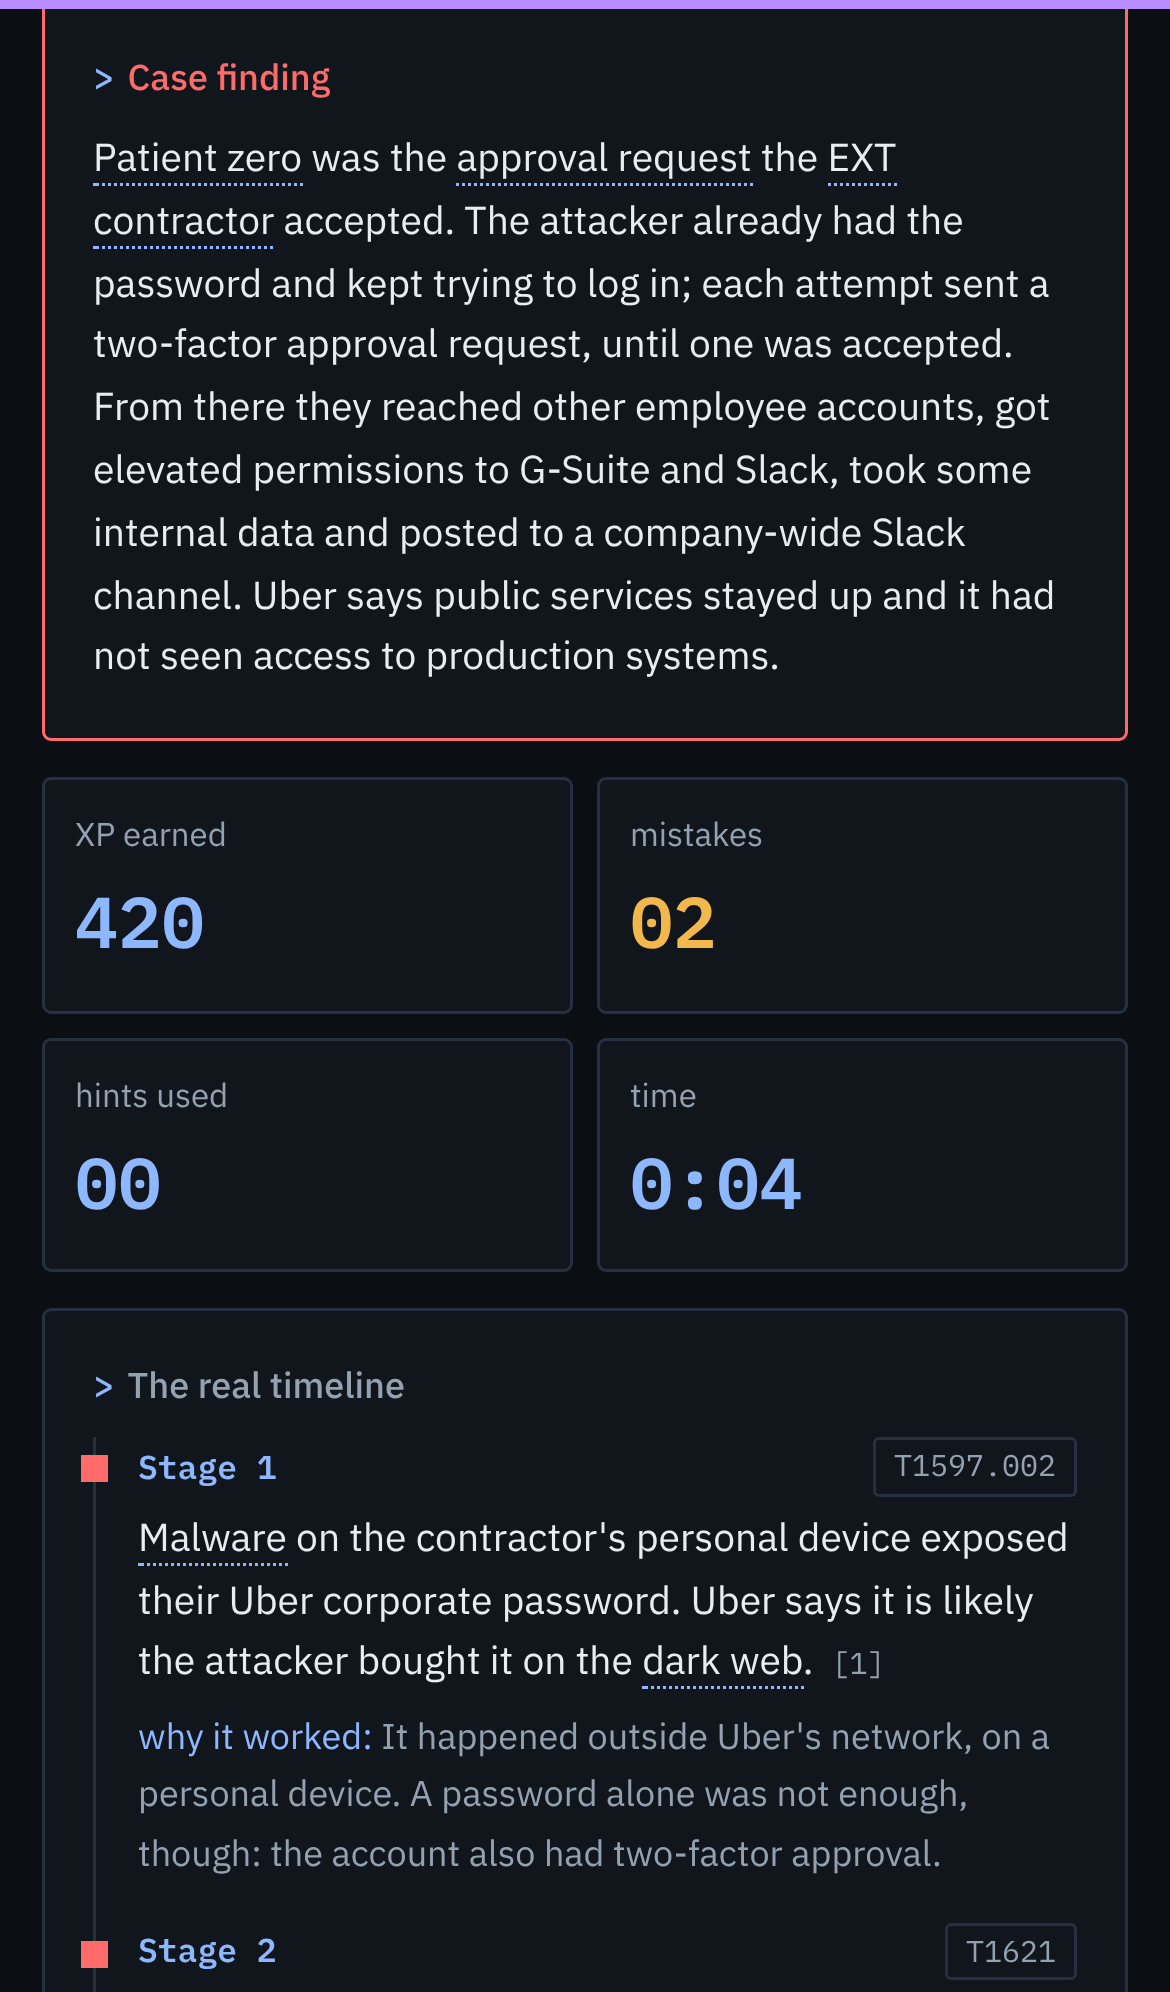 > Case finding
Patient zero was the approval request the EXT
contractor accepted. The attacker already had the
password and kept trying to log in; each attempt sent a
two-factor approval request, until one was accepted.
From there they reached other employee accounts, got
elevated permissions to G-Suite and Slack, took some
internal data and posted to a company-wide Slack
channel. Uber says public services stayed up and it had
not seen access to production systems.
XP earned
420
mistakes
02
hints used
00
time
0:04
> The real timeline
Stage 1
T1597.002
Malware on the contractor's personal device exposed
their Uber corporate password. Uber says it is likely
the attacker bought it on the dark web. [1]
why it worked: It happened outside Uber's network, on a
personal device. A password alone was not enough,
though: the account also had two-factor approval.
Stage 2
T1621